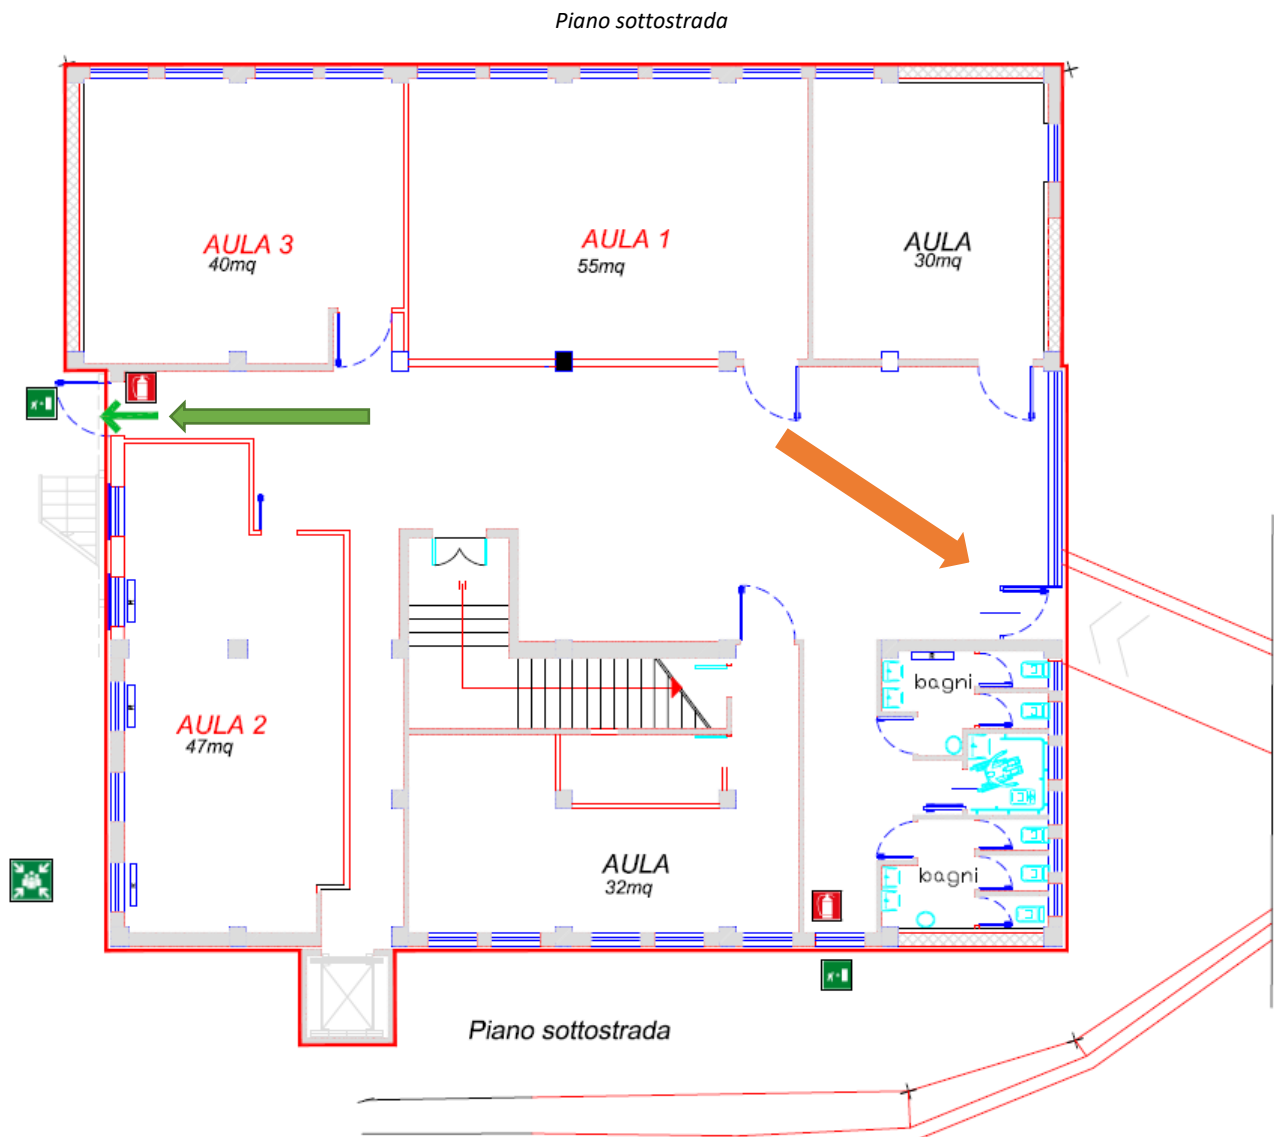 Piano sottostrada
AULA 3
40mq
AULA 1
55mq
AULA
30mq
AULA 2
47mq
bagni
AULA
32mq
bagni
Piano sottostrada